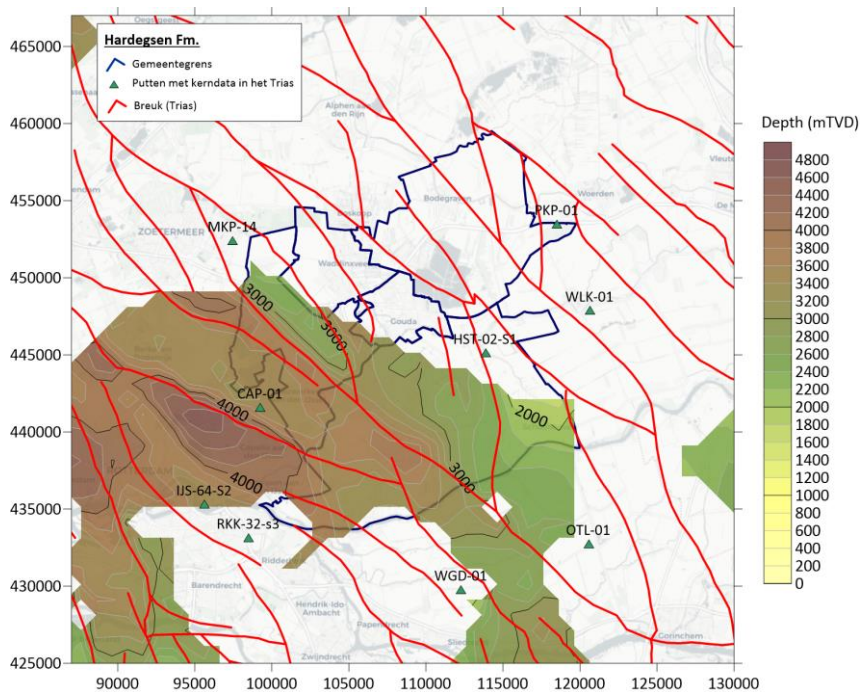 465000
460000
455000
450000
445000
440000
435000
430000
425000
Hardegsen Fm.
Gemeentegrens
Putten met kerndata in het Trias
Breuk (Trias)
Alphen aan
den Rijn
Bodegraven
Woerden
Vleute
De M
PKP-01
MKP-14
ZOETERMEER
Boskoop
Waddinxveen
WLK-01
Gouda
HST-02-S1
3000
3000
CAP-01
4000
2000
4000
3000
IJS-64-S2
RKK-32-s3
Ridderkerk
OTL-01
WGD-01
Barendrecht
Hendrik-Ido
Ambacht
Papendrecht
Zwijndrecht
Sliedr
Gorinchem
90000 95000 100000 105000 110000 115000 120000 125000 130000
Depth (mTVD)
4800
4600
4400
4200
4000
3800
3600
3400
3200
3000
2800
2600
2400
2200
2000
1800
1600
1400
1200
1000
800
600
400
200
0